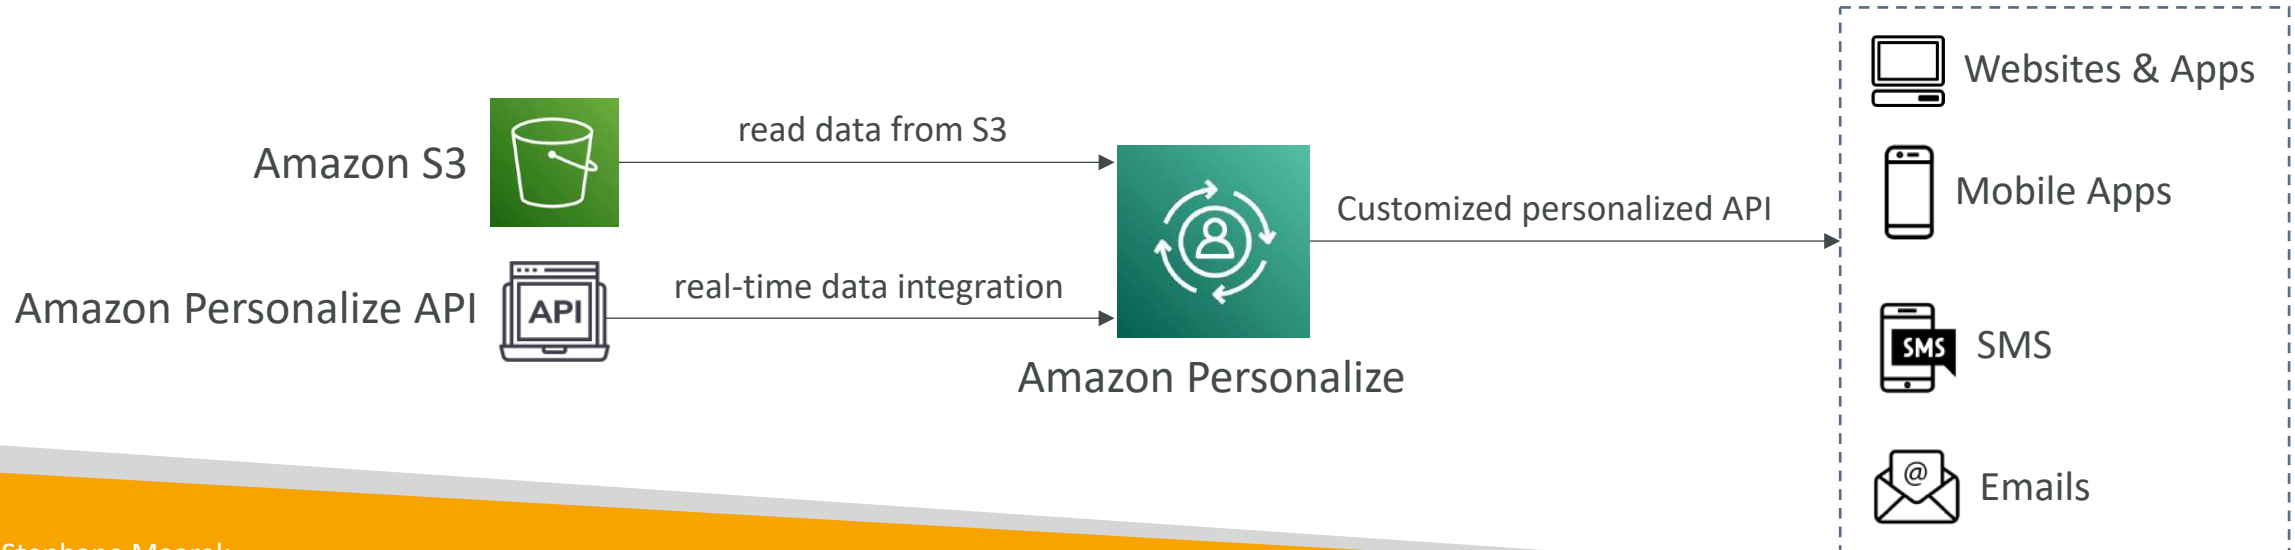 Websites & Apps
read data from S3
Amazon S3
Mobile Apps
Customized personalized API
real-time data integration
Amazon Personalize API
API
SMS
SMS
Amazon Personalize
@
Emails